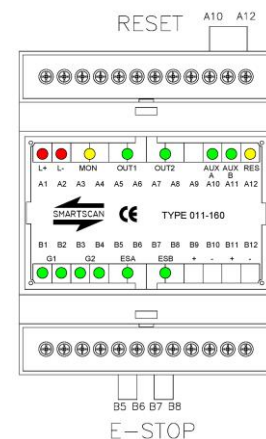 RESET A10 A12
L+ L- MON OUT1 OUT2 AUX A AUX B RES
A1 A2 A3 A4 A5 A6 A7 A8 A9 A10 A11 A12
SMARTSCAN CE TYPE 011-160
B1 B2 B3 B4 B5 B6 B7 B8 B9 B10 B11 B12
G1 G2 ESA ESB + - + -
B5 B6 B7 B8
E-STOP